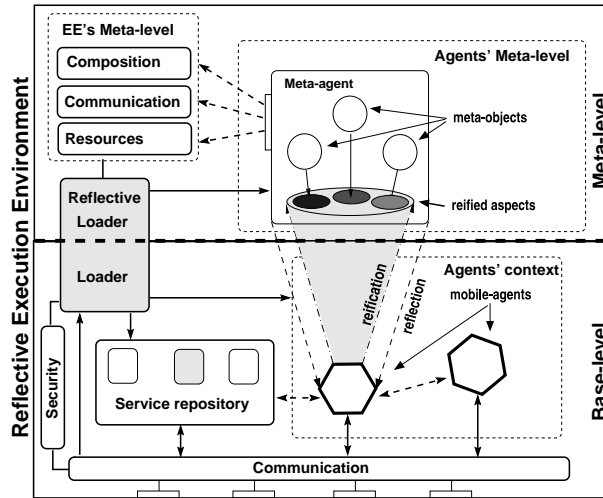 EE's Meta-level
Composition
Communication
Resources
Agents' Meta-level
Meta-agent
meta-objects
reified aspects
Meta-level
Reflective Execution Environment
Reflective
Loader
Loader
Agents' context
mobile-agents
reification
reflection
Security
Service repository
Base-level
Communication